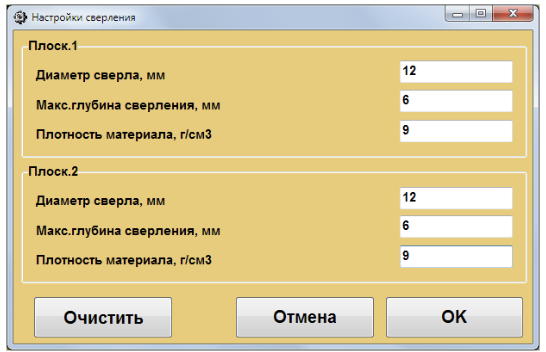 Настройки сверления
Плоск.1
Диаметр сверла, мм 12
Макс.глубина сверления, мм 6
Плотность материала, г/см3 9
Плоск.2
Диаметр сверла, мм 12
Макс.глубина сверления, мм 6
Плотность материала, г/см3 9
Очистить Отмена OK